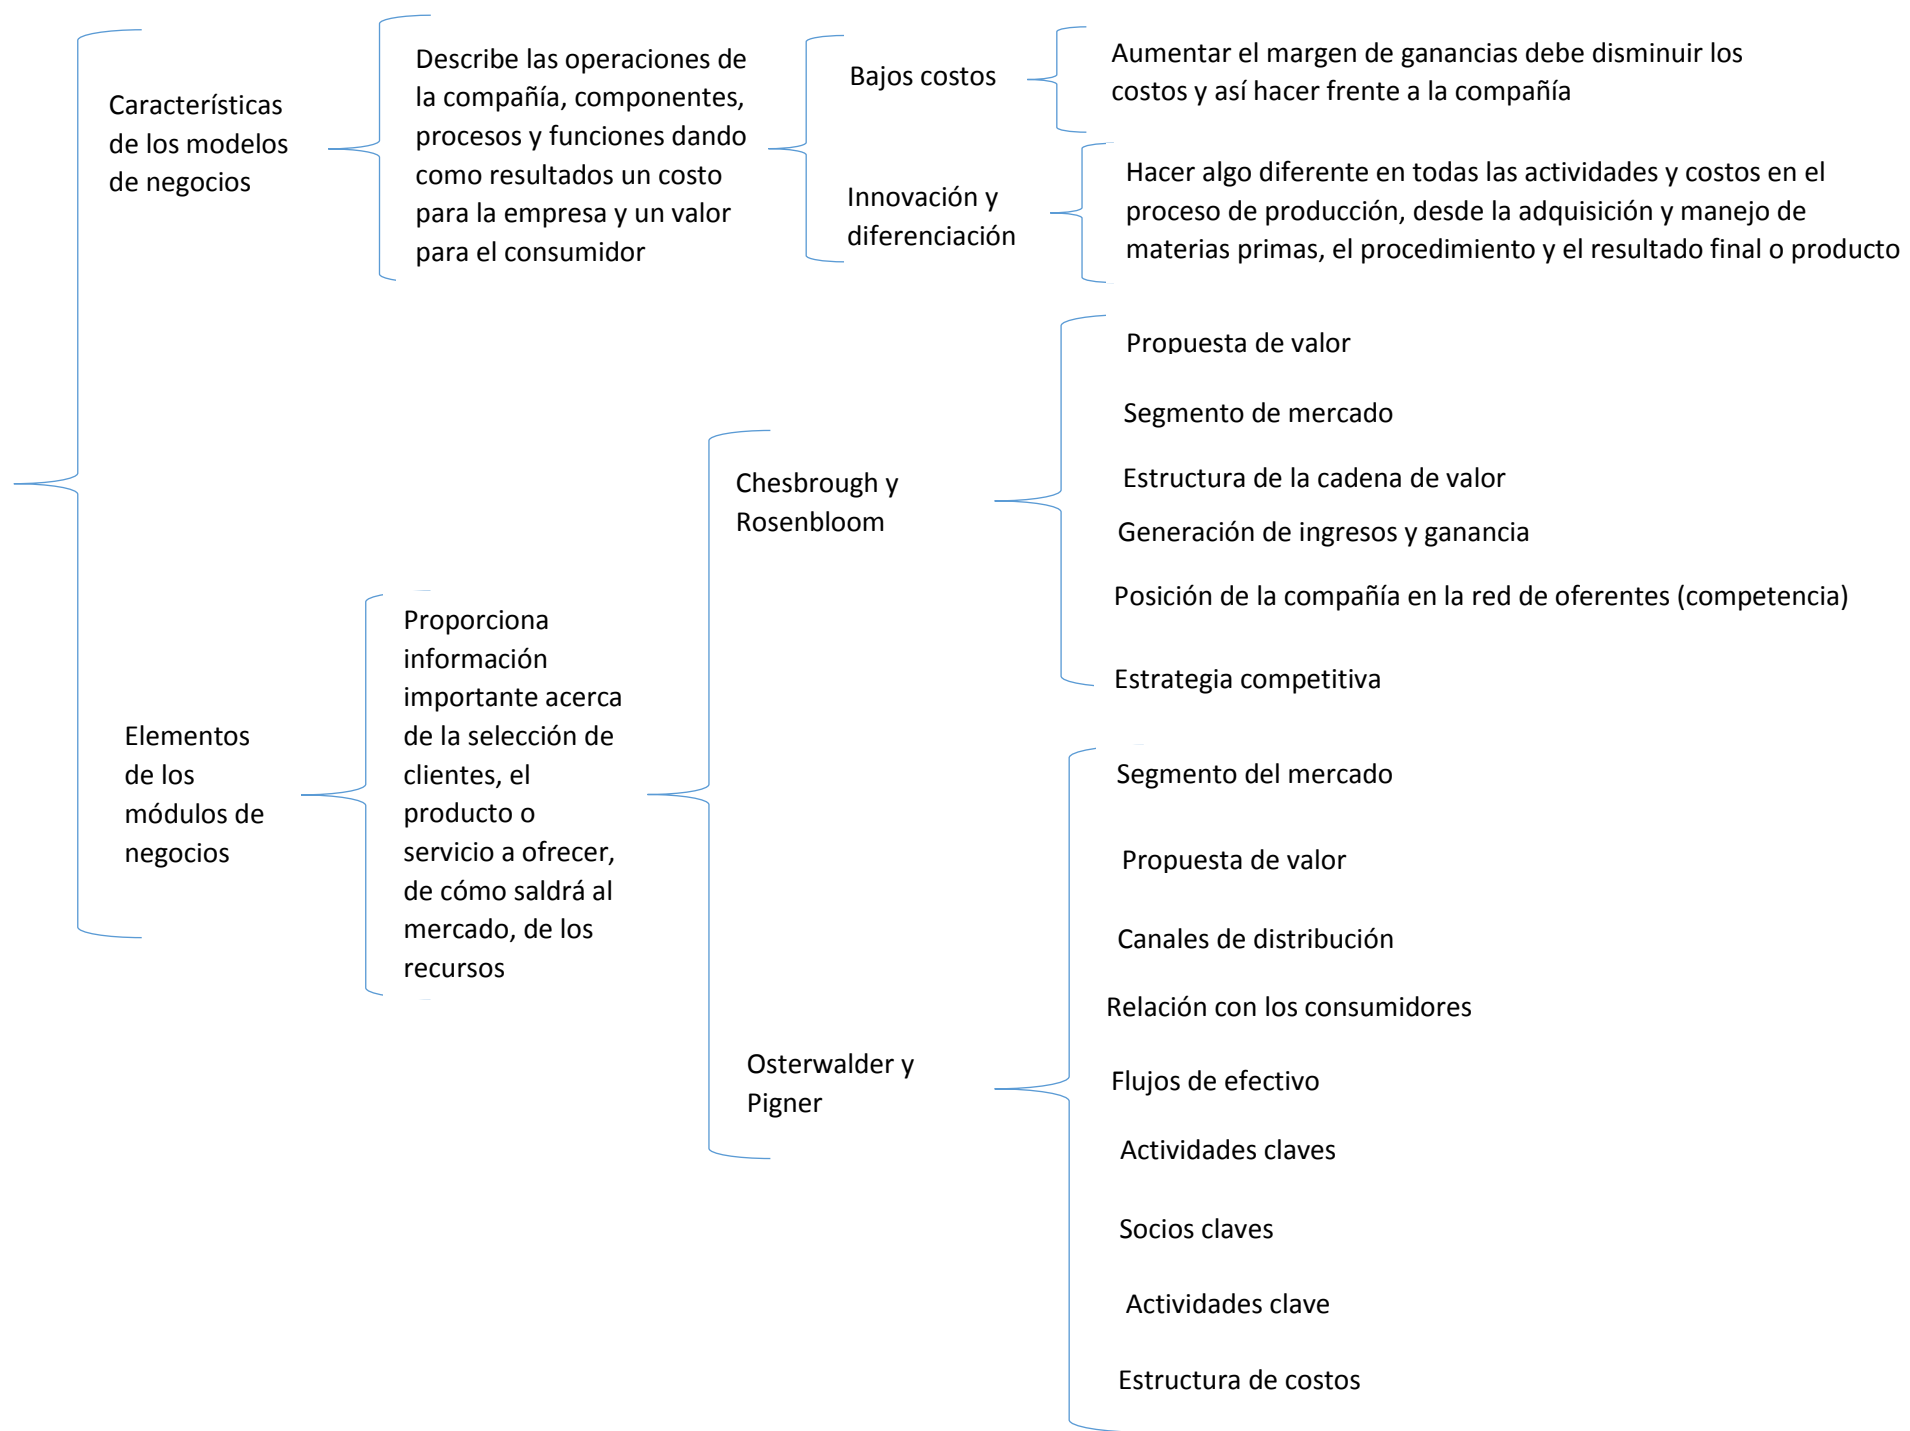 Característícas
de los modelos
de negocios
Describe las operaciones de
la compañía, componentes,
procesos y funciones dando
como resultados un costo
para la empresa y un valor
para el consumidor
Bajos costos
Aumentar el margen de ganancias debe disminuir los
costos y así hacer frente a la compañía
Innovación y
diferenciación
Hacer algo diferente en todas las actividades y costos en el
proceso de producción, desde la adquisición y manejo de
materias primas, el procedimiento y el resultado final o producto
Elementos
de los
módulos de
negocios
Proporciona
información
importante acerca
de la selección de
clientes, el
producto o
servicio a ofrecer,
de cómo saldrá al
mercado, de los
recursos
Chesbrough y
Rosenbloom
Propuesta de valor
Segmento de mercado
Estructura de la cadena de valor
Generación de ingresos y ganancia
Posición de la compañía en la red de oferentes (competencia)
Estrategia competitiva
Osterwalder y
Pigner
Segmento del mercado
Propuesta de valor
Canales de distribución
Relación con los consumidores
Flujos de efectivo
Actividades claves
Socios claves
Actividades clave
Estructura de costos